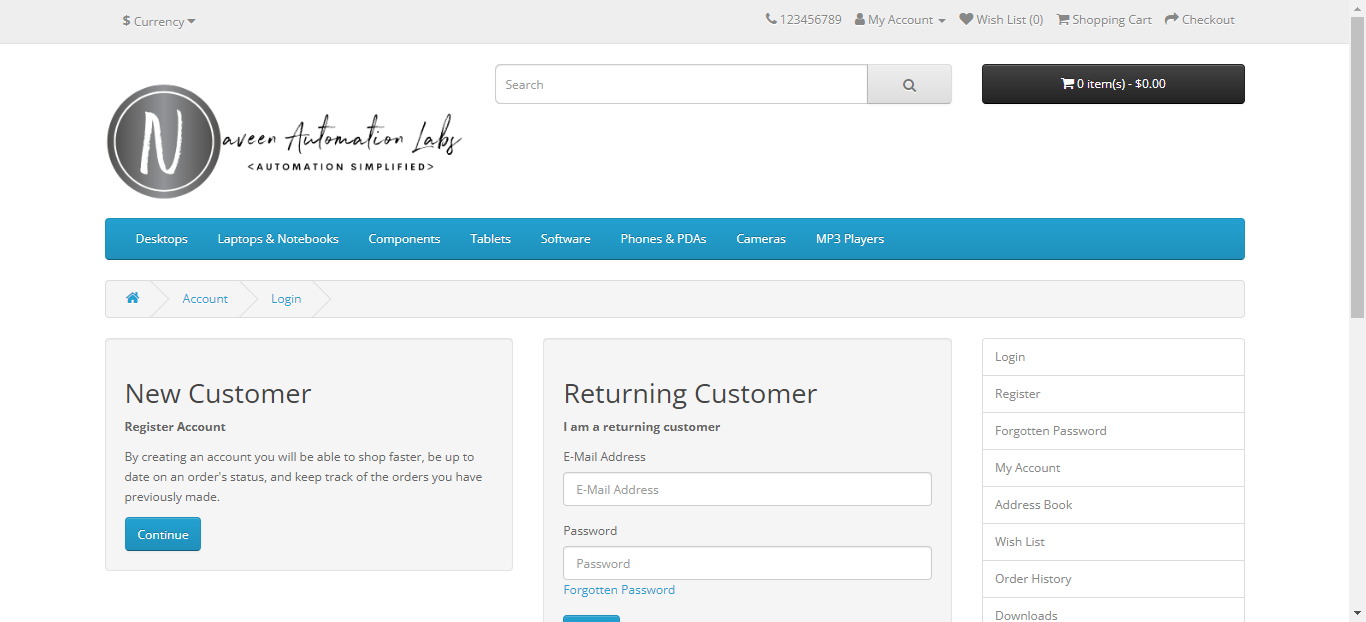 $ Currency
123456789 My Account Wish List (0) Shopping Cart Checkout
Search
0 item(s) - $0.00
N
aveen Automation Labs
<AUTOMATION SIMPLIFIED>
Desktops Laptops & Notebooks Components Tablets Software Phones & PDAs Cameras MP3 Players
Account Login
New Customer
Register Account
By creating an account you will be able to shop faster, be up to
date on an order's status, and keep track of the orders you have
previously made.
Continue
Returning Customer
I am a returning customer
E-Mail Address
E-Mail Address
Password
Password
Forgotten Password
Login
Register
Forgotten Password
My Account
Address Book
Wish List
Order History
Downloads